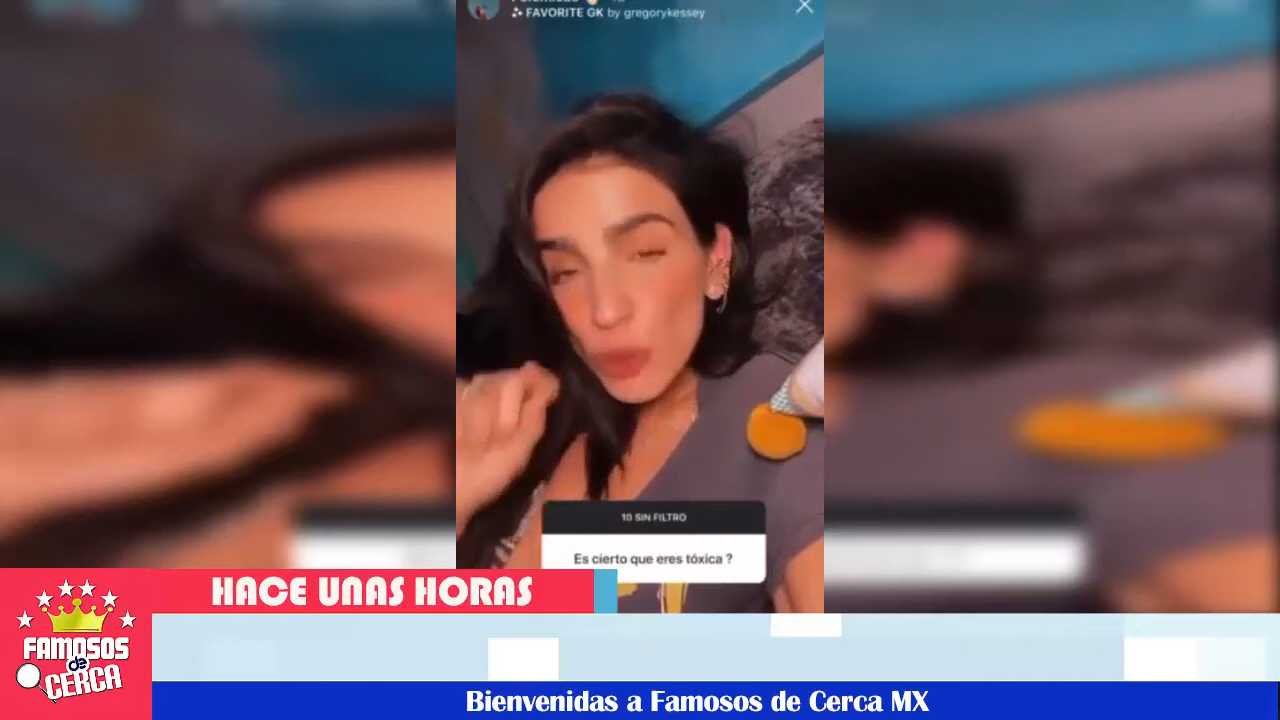 FAVORITE GK by gregorykessey
10 SIN FILTRO
Es cierto que eres tóxica ?
HACE UNAS HORAS
FAMOSOS
de
CERCA
Bienvenidas a Famosos de Cerca MX